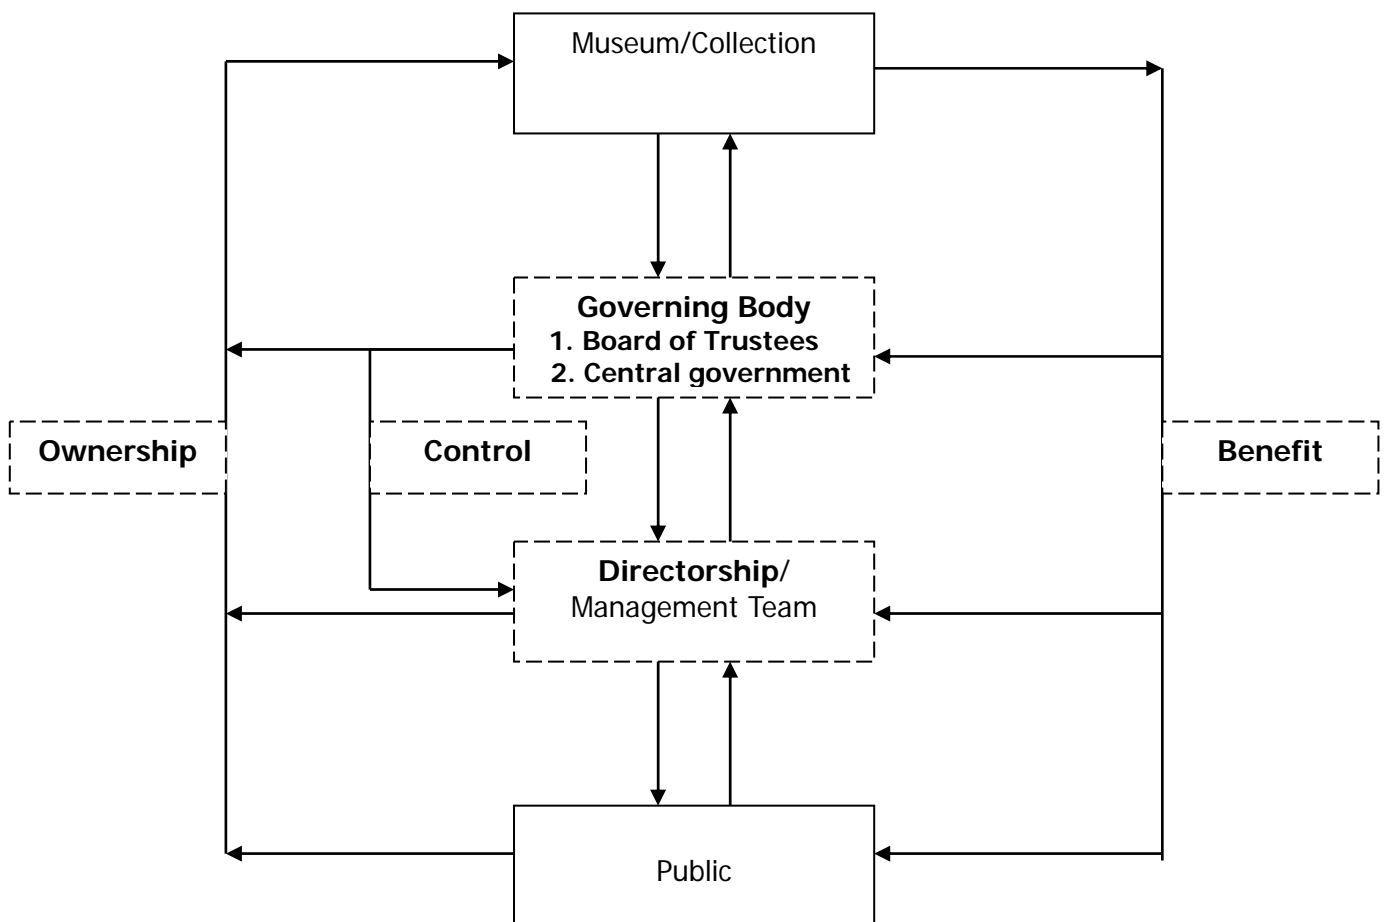 Museum/Collection
Governing Body
1. Board of Trustees
2. Central government
Ownership
Control
Benefit
Directorship/
Management Team
Public